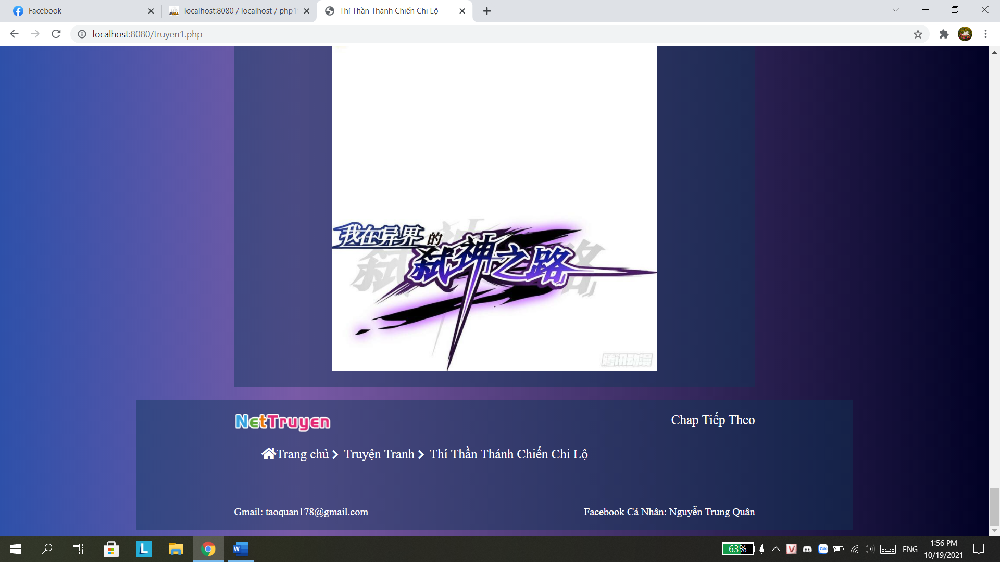 Facebook
localhost:8080 / localhost / php1
Thí Thần Thánh Chiến Chi Lộ
localhost:8080/truyen1.php
我在异界的
弑神之路
腾讯动漫
NetTruyen
Chap Tiếp Theo
Trang chủ Truyện Tranh Thí Thần Thánh Chiến Chi Lộ
Gmail: taoquan178@gmail.com
Facebook Cá Nhân: Nguyễn Trung Quân
63%
ENG
1:56 PM
10/19/2021